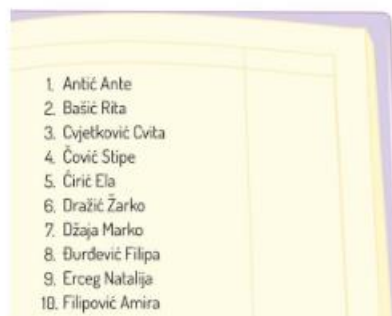 1. Antić Ante
2. Bašić Rita
3. Cvjetković Cvita
4. Čović Stipe
5. Ćirić Ela
6. Dražić Žarko
7. Džaja Marko
8. Đurđević Filipa
9. Erceg Natalija
10. Filipović Amira